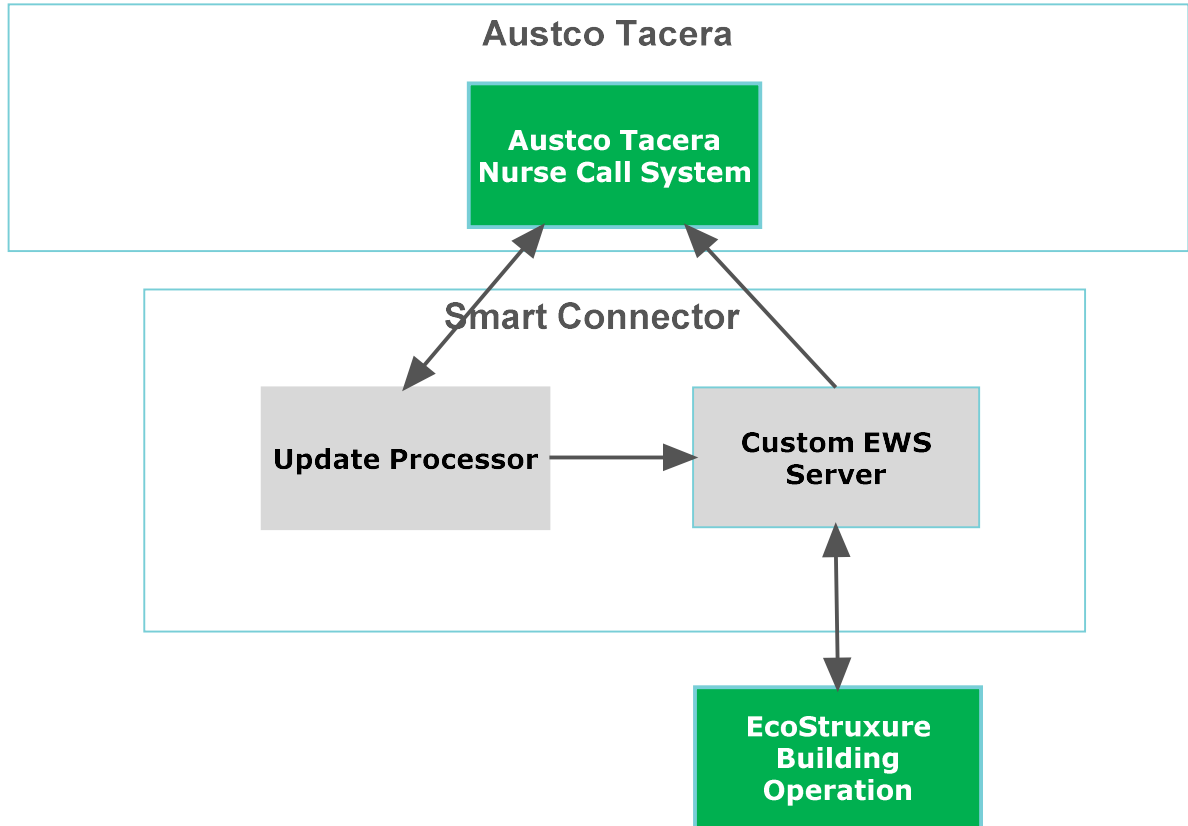 Austco Tacera
Austco Tacera
Nurse Call System
Smart Connector
Update Processor
Custom EWS
Server
EcoStruxure
Building
Operation